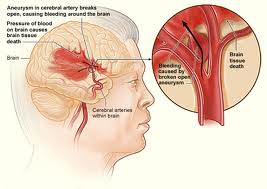 Aneurysm in cerebral artery breaks
open, causing bleeding around the brain
Pressure of blood
on brain causes
brain tissue
death
Brain
Cerebral arteries
within brain
Bleeding
caused by
broken open
aneurysm
Brain
tissue
death